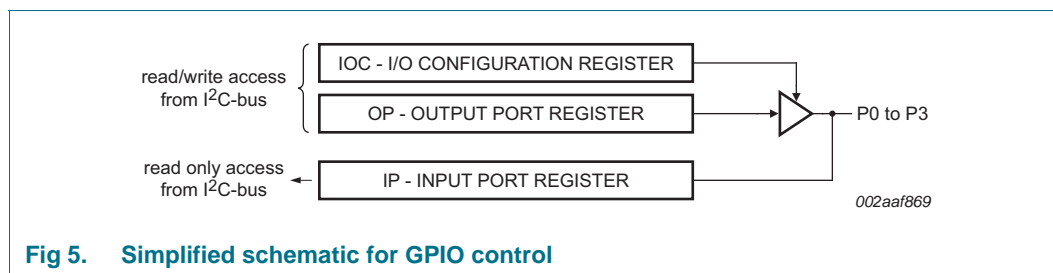 read/write access
from I²C-bus
IOC - I/O CONFIGURATION REGISTER
OP - OUTPUT PORT REGISTER
P0 to P3
read only access
from I²C-bus
IP - INPUT PORT REGISTER
002aaf869
Fig 5. Simplified schematic for GPIO control